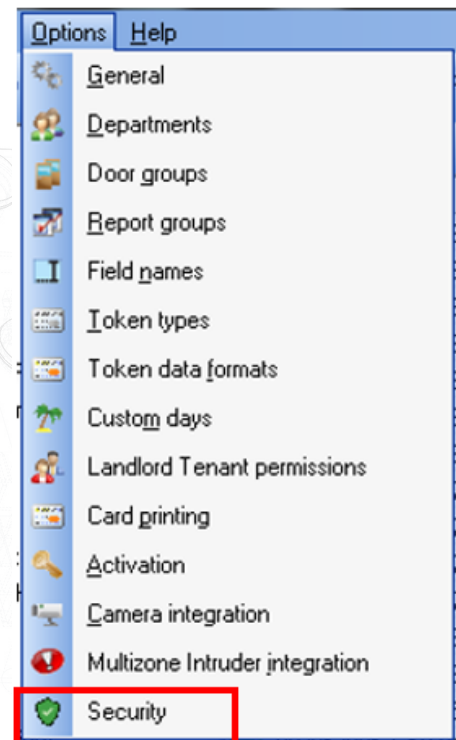 Options Help
General
Departments
Door groups
Report groups
Field names
Token types
Token data formats
Custom days
Landlord Tenant permissions
Card printing
Activation
Camera integration
Multizone Intruder integration
Security